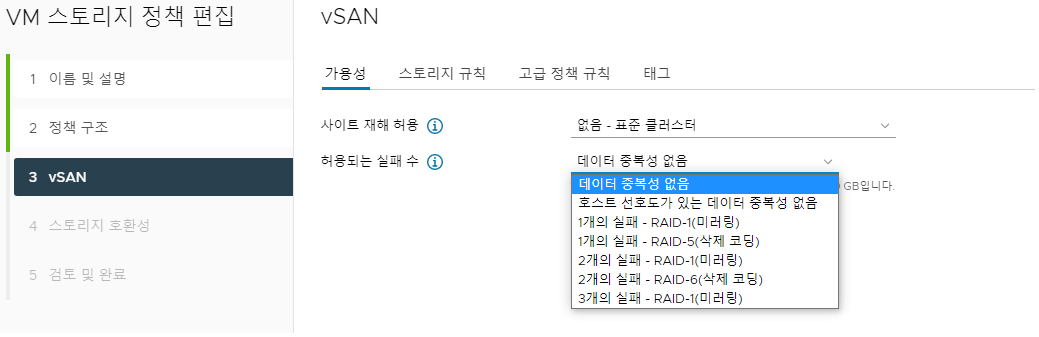 VM 스토리지 정책 편집
1 이름 및 설명
2 정책 구조
3 vSAN
4 스토리지 호환성
5 검토 및 완료
vSAN
가용성 스토리지 규칙 고급 정책 규칙 태그
사이트 재해 허용 없음 - 표준 클러스터
허용되는 실패 수 데이터 중복성 없음
데이터 중복성 없음
GB입니다.
호스트 선호도가 있는 데이터 중복성 없음
1개의 실패 - RAID-1(미러링)
1개의 실패 - RAID-5(삭제 코딩)
2개의 실패 - RAID-1(미러링)
2개의 실패 - RAID-6(삭제 코딩)
3개의 실패 - RAID-1(미러링)